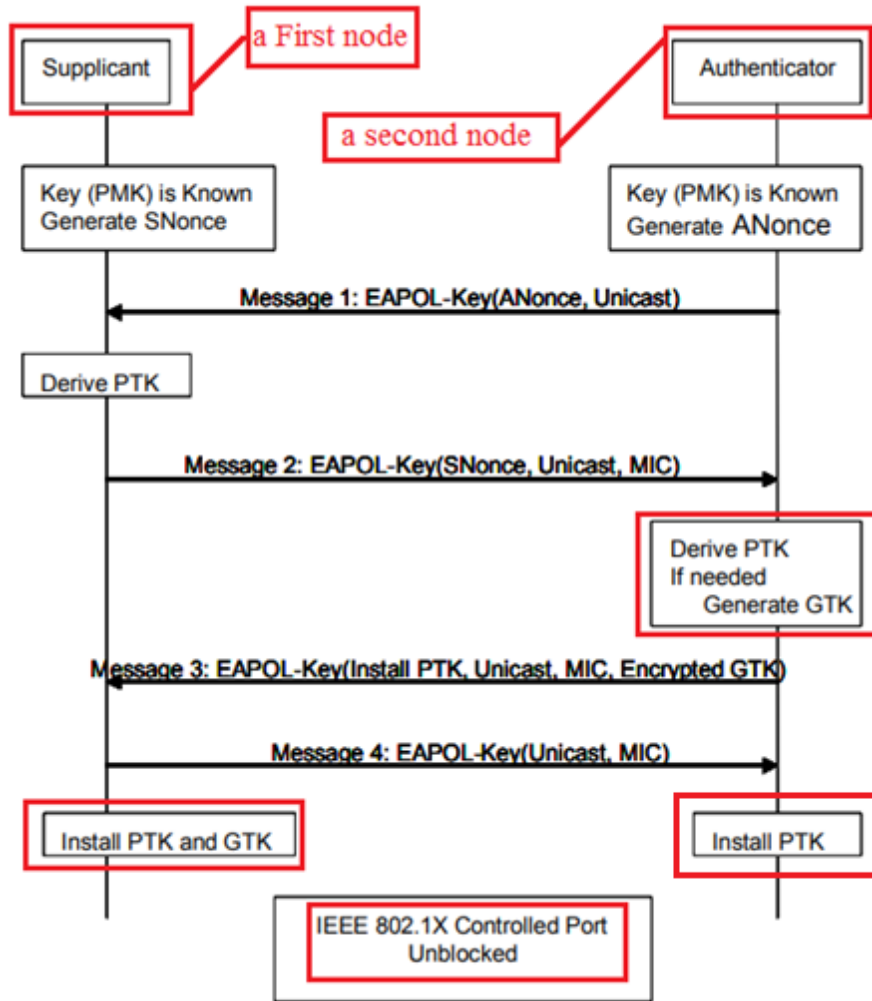 a First node
Supplicant
Authenticator
a second node
Key (PMK) is Known
Generate SNonce
Key (PMK) is Known
Generate ANonce
Message 1: EAPOL-Key(ANonce, Unicast)
Derive PTK
Message 2: EAPOL-Key(SNonce, Unicast, MIC)
Derive PTK
If needed
Generate GTK
Message 3: EAPOL-Key(Install PTK, Unicast, MIC, Encrypted GTK)
Message 4: EAPOL-Key(Unicast, MIC)
Install PTK and GTK
Install PTK
IEEE 802.1X Controlled Port
Unblocked